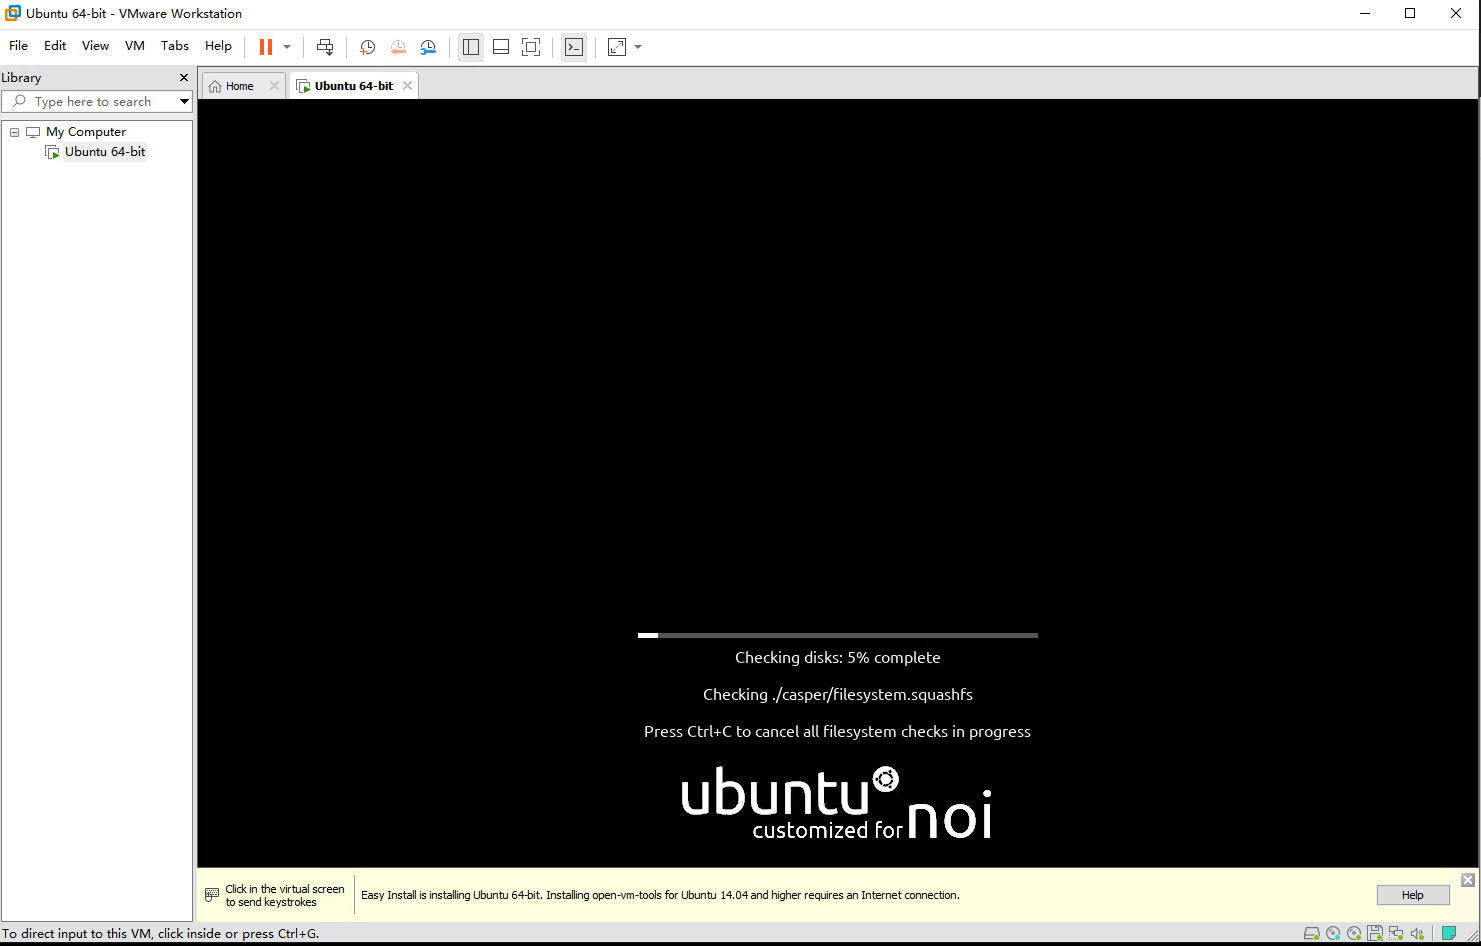 Ubuntu 64-bit - VMware Workstation
File Edit View VM Tabs Help
Library
Type here to search
My Computer
Ubuntu 64-bit
Home
Ubuntu 64-bit
Checking disks: 5% complete
Checking ./casper/filesystem.squashfs
Press Ctrl+C to cancel all filesystem checks in progress
ubuntu
customized for noi
Click in the virtual screen
to send keystrokes
Easy Install is installing Ubuntu 64-bit. Installing open-vm-tools for Ubuntu 14.04 and higher requires an Internet connection.
Help
To direct input to this VM, click inside or press Ctrl+G.